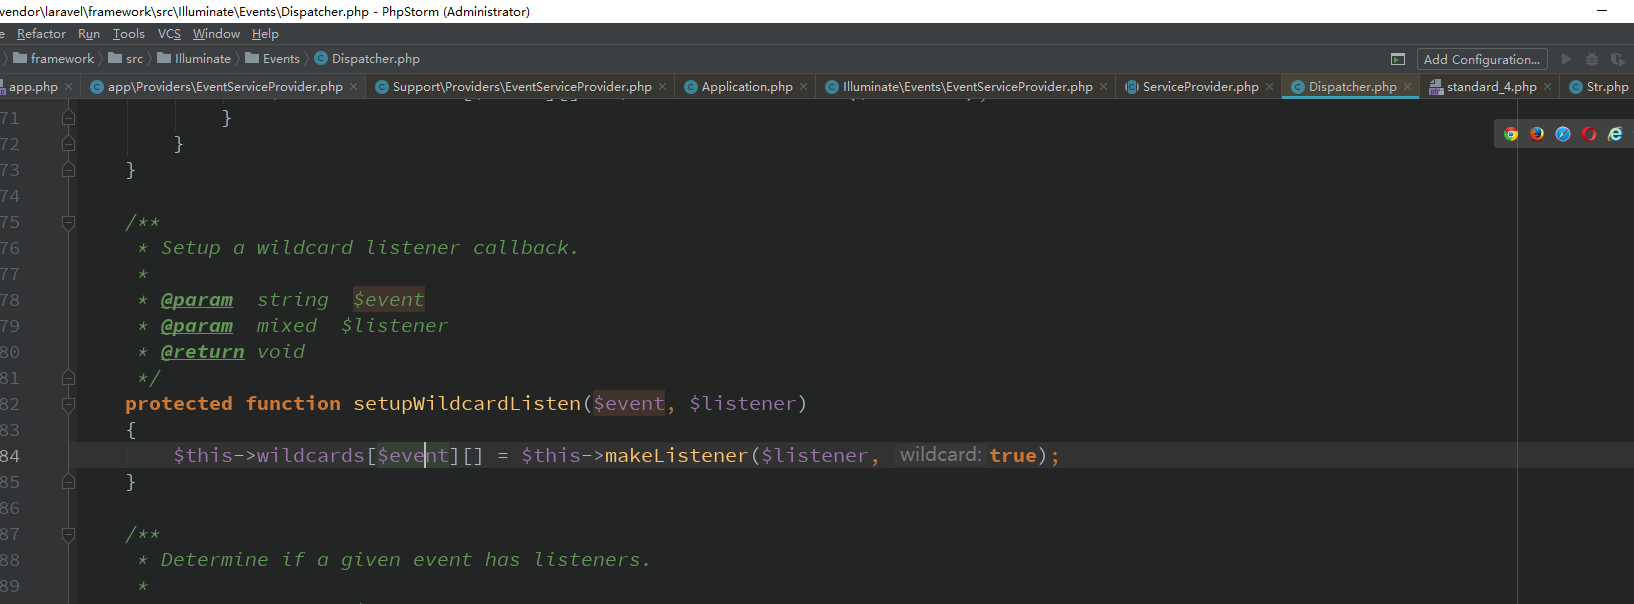 vendor\laravel\framework\src\Illuminate\Events\Dispatcher.php - PhpStorm (Administrator)
e Refactor Run Tools VCS Window Help
framework src Illuminate Events Dispatcher.php Add Configuration...
app.php app\Providers\EventServiceProvider.php Support\Providers\EventServiceProvider.php Application.php Illuminate\Events\EventServiceProvider.php ServiceProvider.php Dispatcher.php standard_4.php Str.php
71 }
72 }
73 }
74
75 /**
76 * Setup a wildcard listener callback.
77 *
78 * @param string $event
79 * @param mixed $listener
80 * @return void
81 */
82 protected function setupWildcardListen($event, $listener)
83 {
84 $this->wildcards[$event][] = $this->makeListener($listener, wildcard: true);
85 }
86
87 /**
88 * Determine if a given event has listeners.
89 *